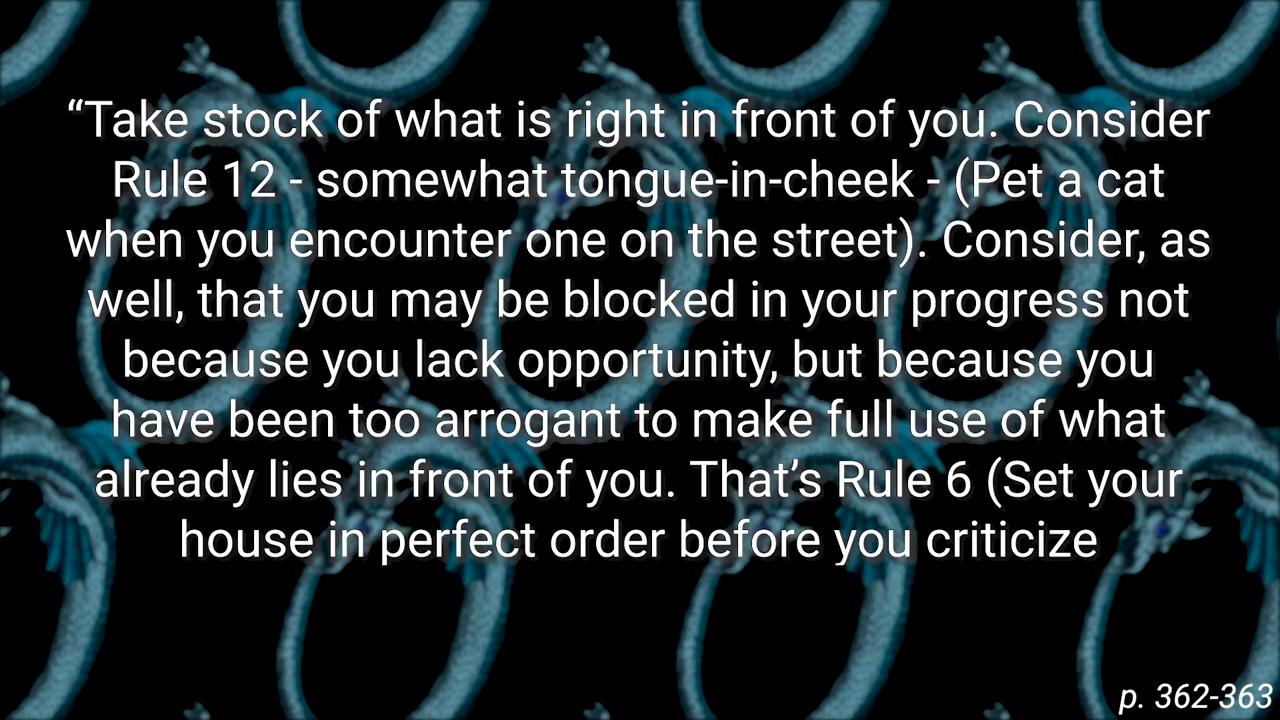 “Take stock of what is right in front of you. Consider
Rule 12 - somewhat tongue-in-cheek - (Pet a cat
when you encounter one on the street). Consider, as
well, that you may be blocked in your progress not
because you lack opportunity, but because you
have been too arrogant to make full use of what
already lies in front of you. That’s Rule 6 (Set your
house in perfect order before you criticize
p. 362-363